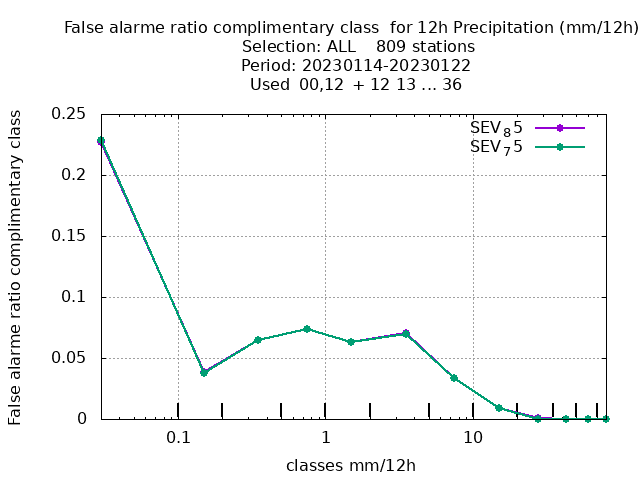 False alarme ratio complimentary class  for 12h Precipitation (mm/12h)
Selection: ALL    809 stations
Period: 20230114-20230122
Used  00,12  + 12 13 ... 36
SEV85
SEV75
0.25
0.2
0.15
0.1
0.05
0
False alarme ratio complimentary class
0.1 1 10
classes mm/12h